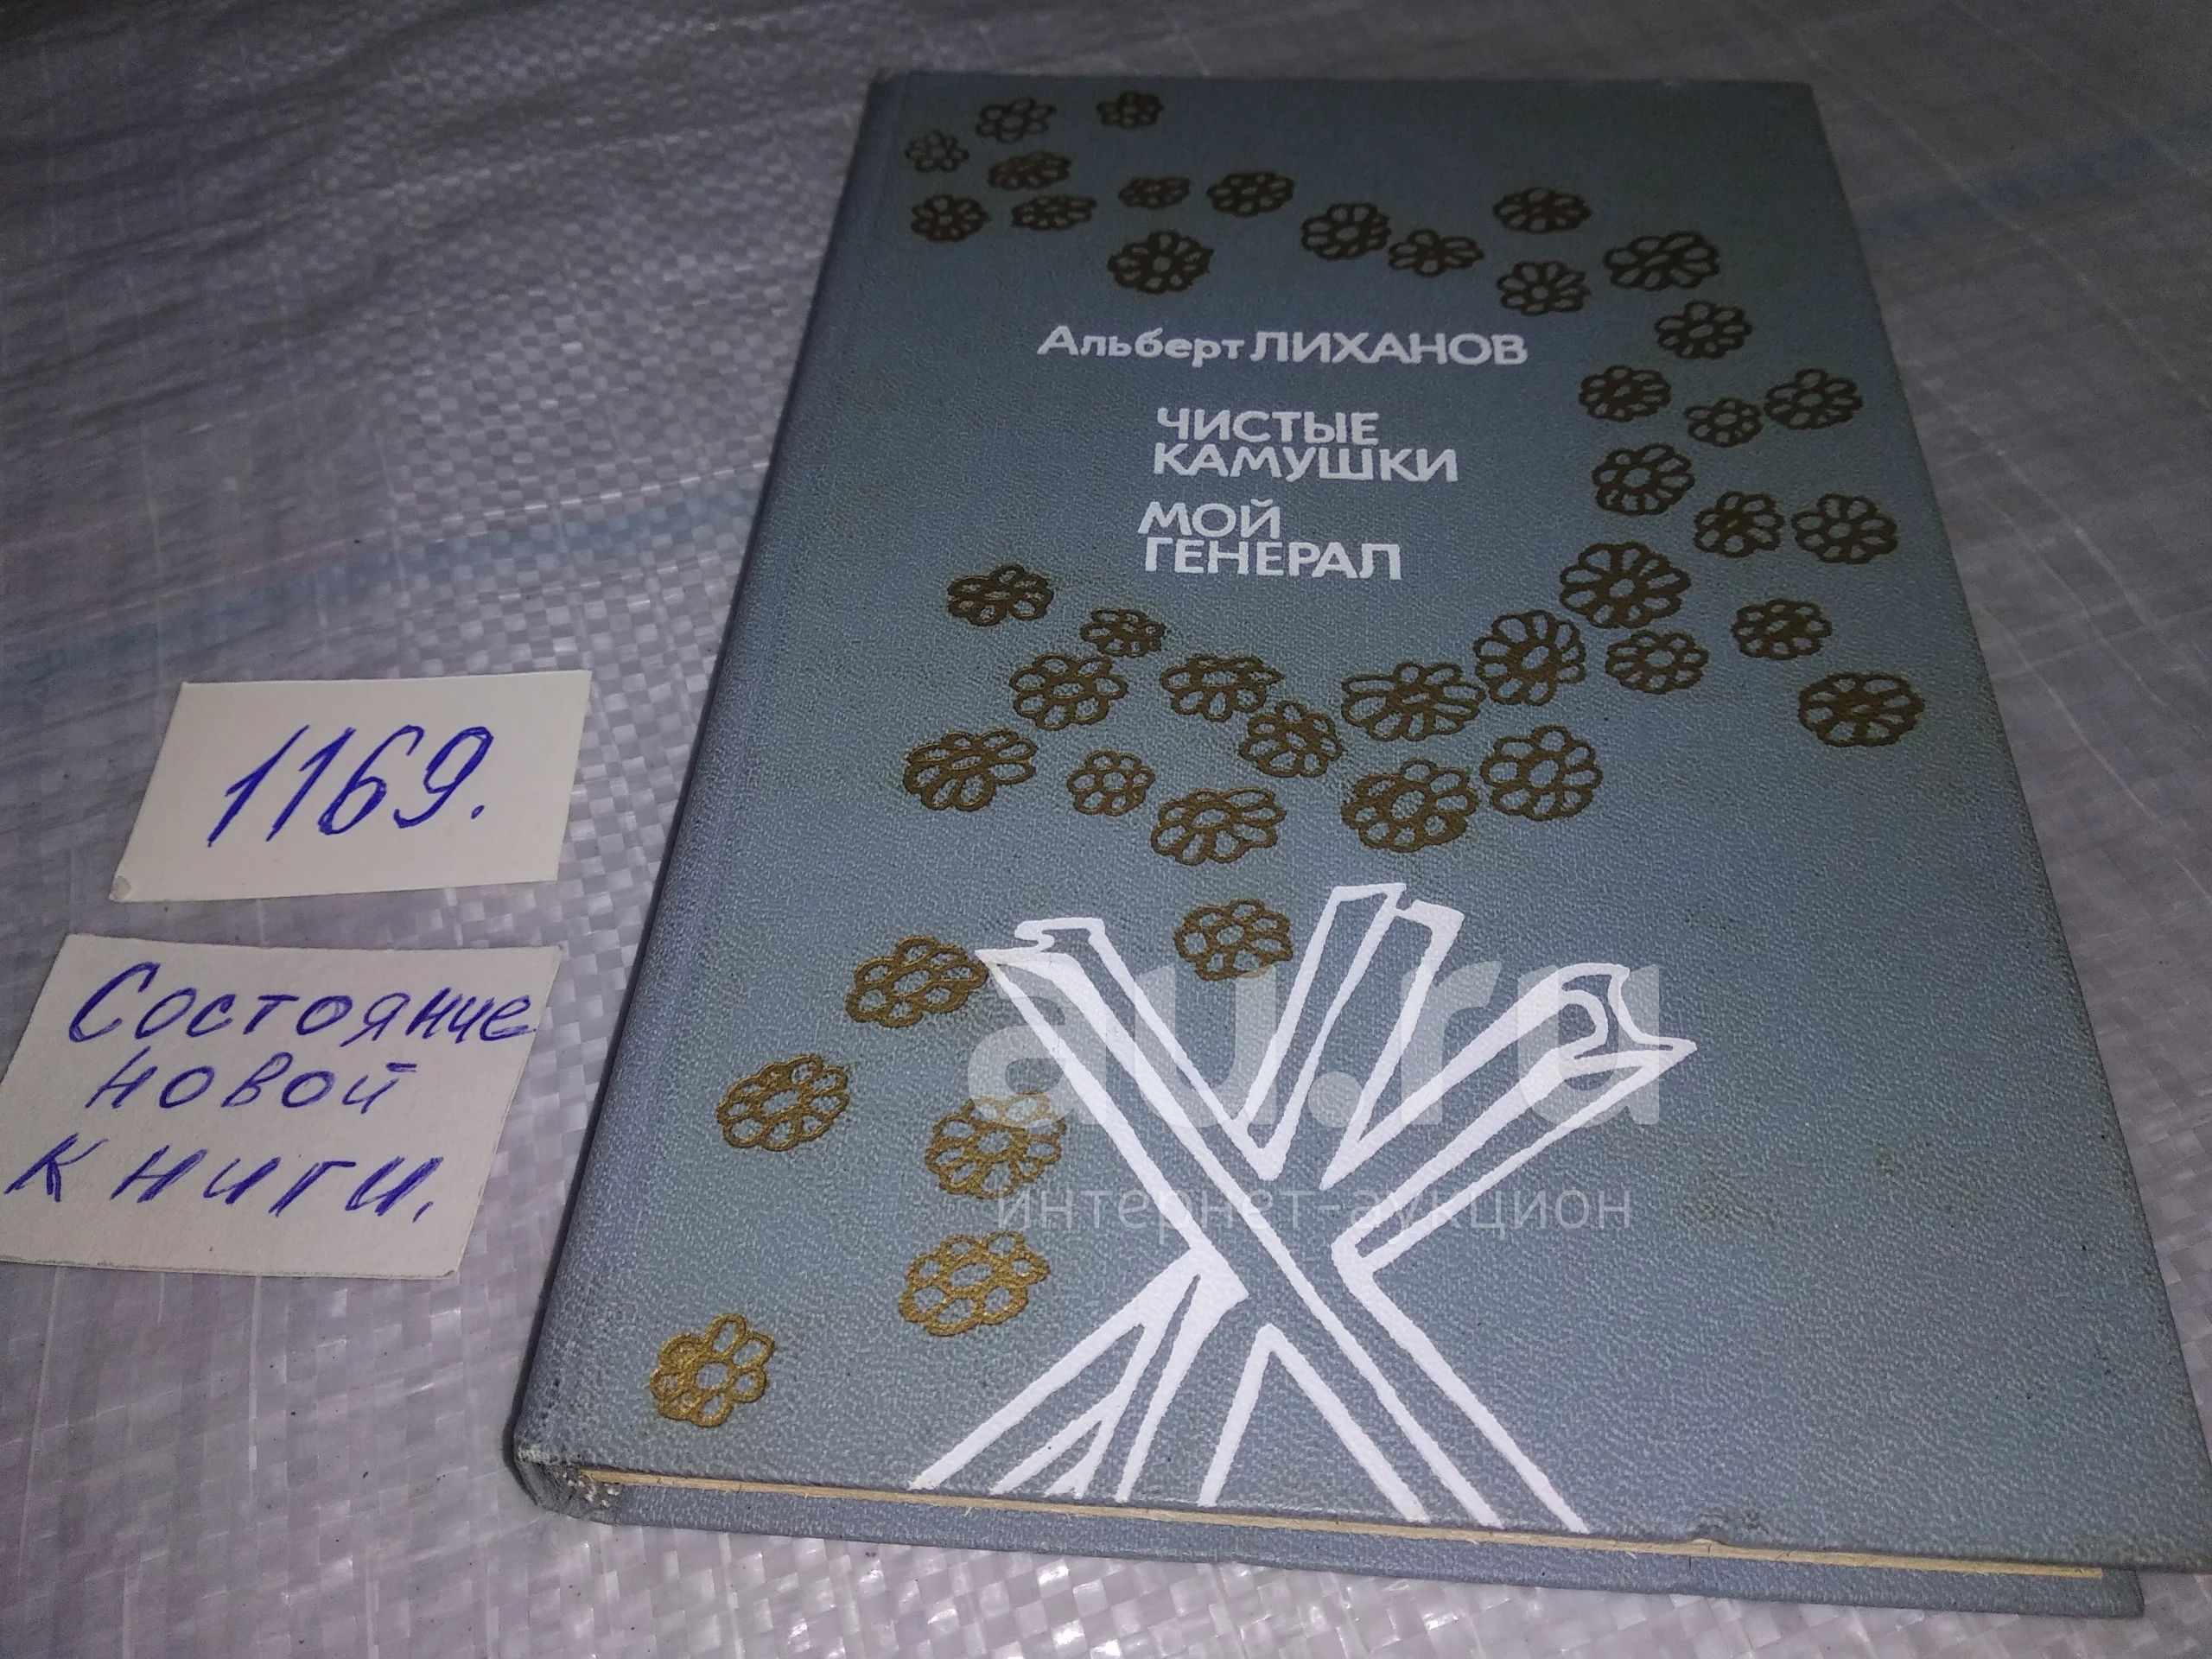 Альберт ЛИХАНОВ
ЧИСТЫЕ
КАМУШКИ
МОЙ
ГЕНЕРАЛ
1169.
Состояние
новой
книги.
au.ru
интернет-аукцион